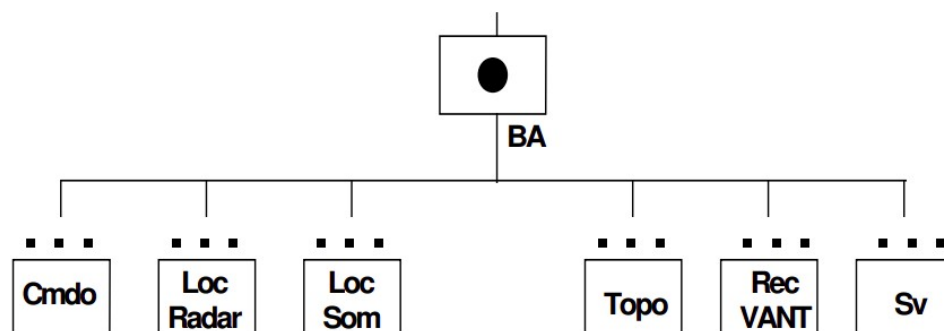 BA
Cmdo
Loc
Radar
Loc
Som
Topo
Rec
VANT
Sv